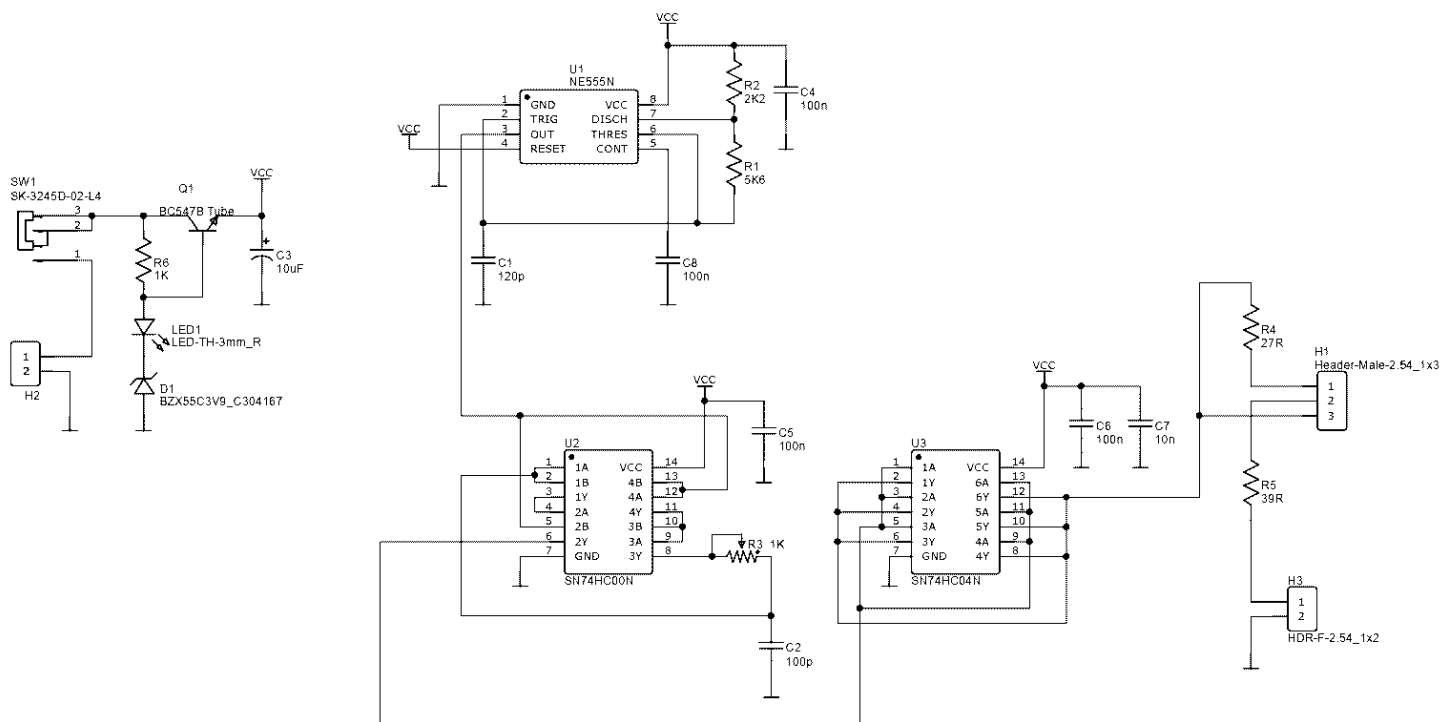 SW1
SK-3245D-02-L4
3
2
1
R6
1K
Q1
BC547B Tube
VCC
C3
10uF
LED1
LED-TH-3mm_R
D1
BZX55C3V9_C304167
1
2
H2
VCC
U1
NE555N
1 GND VCC 8
2 TRIG DISCH 7
3 OUT THRES 6
4 RESET CONT 5
VCC
R2
2K2
C4
100n
R1
5K6
C1
120p
C8
100n
VCC
C5
100n
U2
1 1A VCC 14
2 1B 4B 13
3 1Y 4A 12
4 2A 4Y 11
5 2B 3B 10
6 2Y 3A 9
7 GND 3Y 8
SN74HC00N
R3 1K
C2
100p
VCC
C6
100n
C7
10n
U3
1 1A VCC 14
2 1Y 6A 13
3 2A 6Y 12
4 2Y 5A 11
5 3A 5Y 10
6 3Y 4A 9
7 GND 4Y 8
SN74HC04N
R4
27R
H1
Header-Male-2.54_1x3
1
2
3
R5
39R
H3
1
2
HDR-F-2.54_1x2